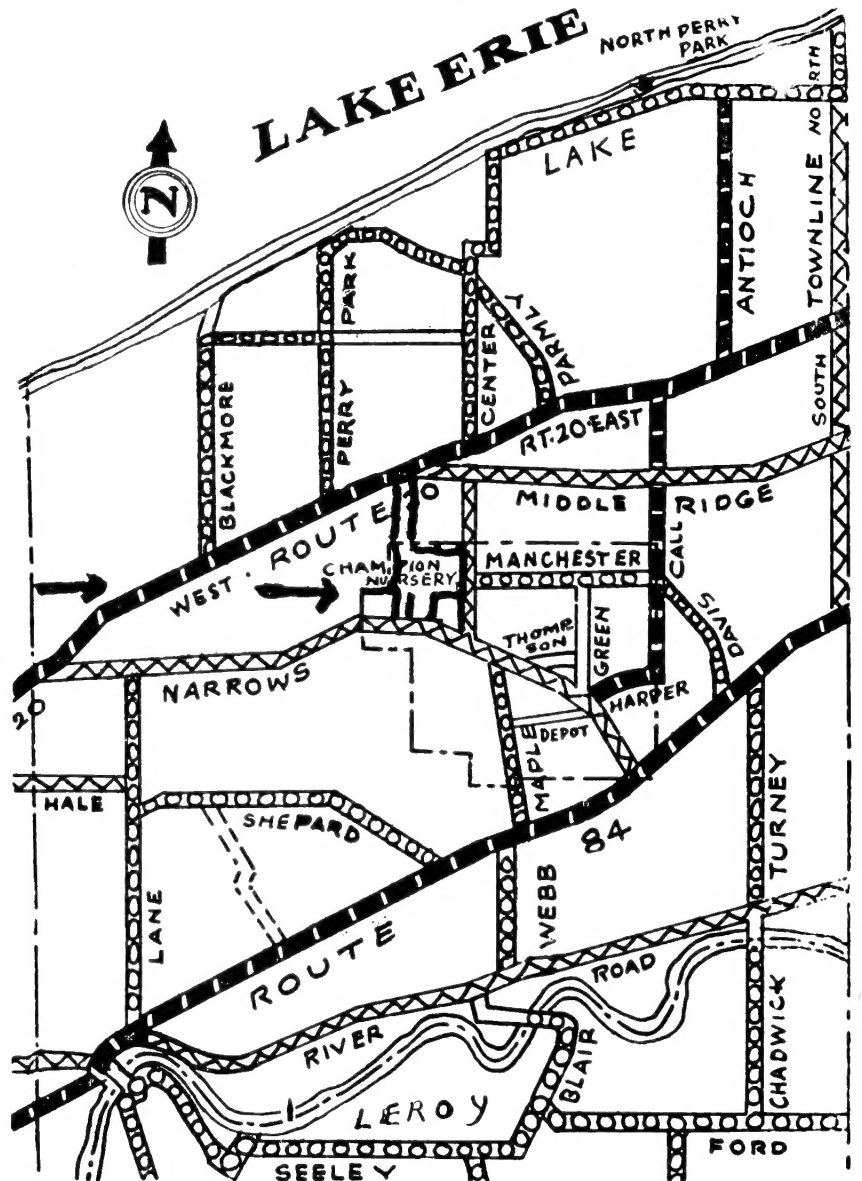 LAKE ERIE
NORTH PERRY
PARK
N
LAKE
NORTH
TOWNLINE
SOUTH
ANTIOCH
PARK
PERRY
CENTER
PARMLY
BLACKMORE
RT. 20-EAST
MIDDLE RIDGE
WEST. ROUTE 20
CHAMPION
NURSERY
MANCHESTER
CALL
THOMP
SON
GREEN
DAVIS
HARPER
NARROWS
20
DEPOT
MAPLE
HALE
SHEPARD
84
TURNEY
LANE
WEBB
ROUTE
ROAD
RIVER
BLAIR
CHADWICK
LEROY
FORD
SEELEY